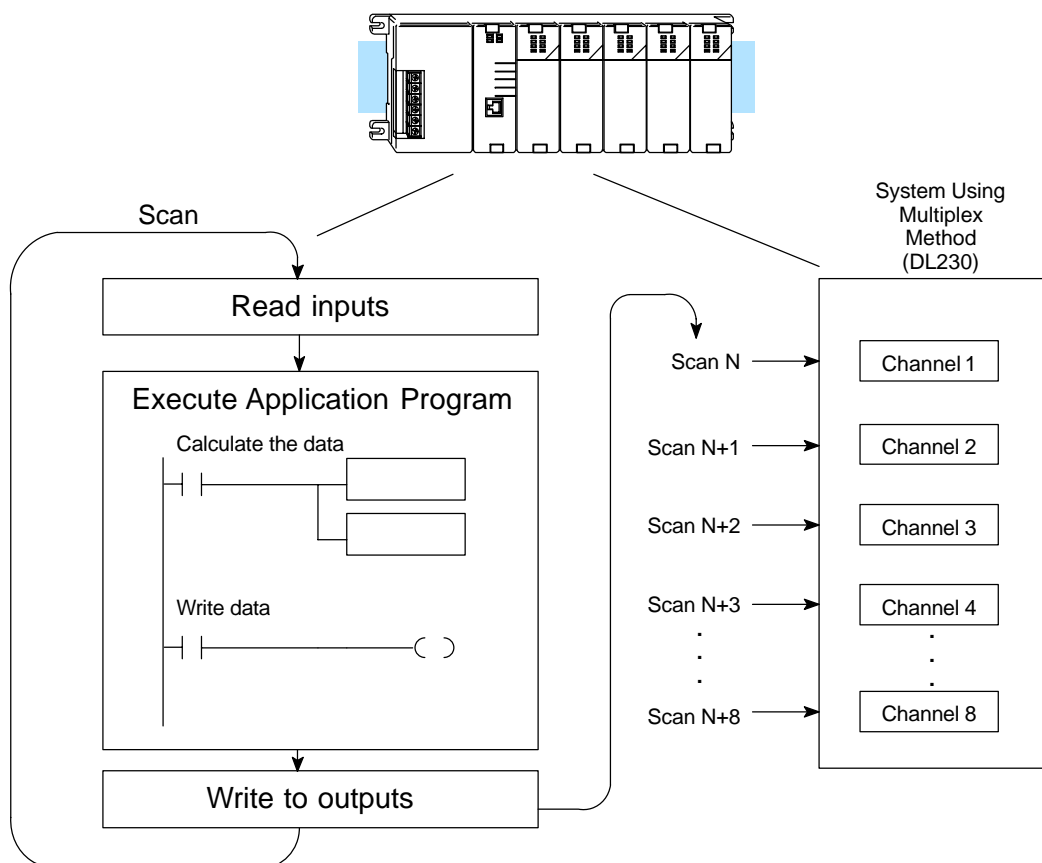 System Using
Multiplex
Method
(DL230)
Scan
Read inputs
Execute Application Program
Calculate the data
Write data
Write to outputs
Scan N
Channel 1
Scan N+1
Channel 2
Scan N+2
Channel 3
Scan N+3
Channel 4
Scan N+8
Channel 8